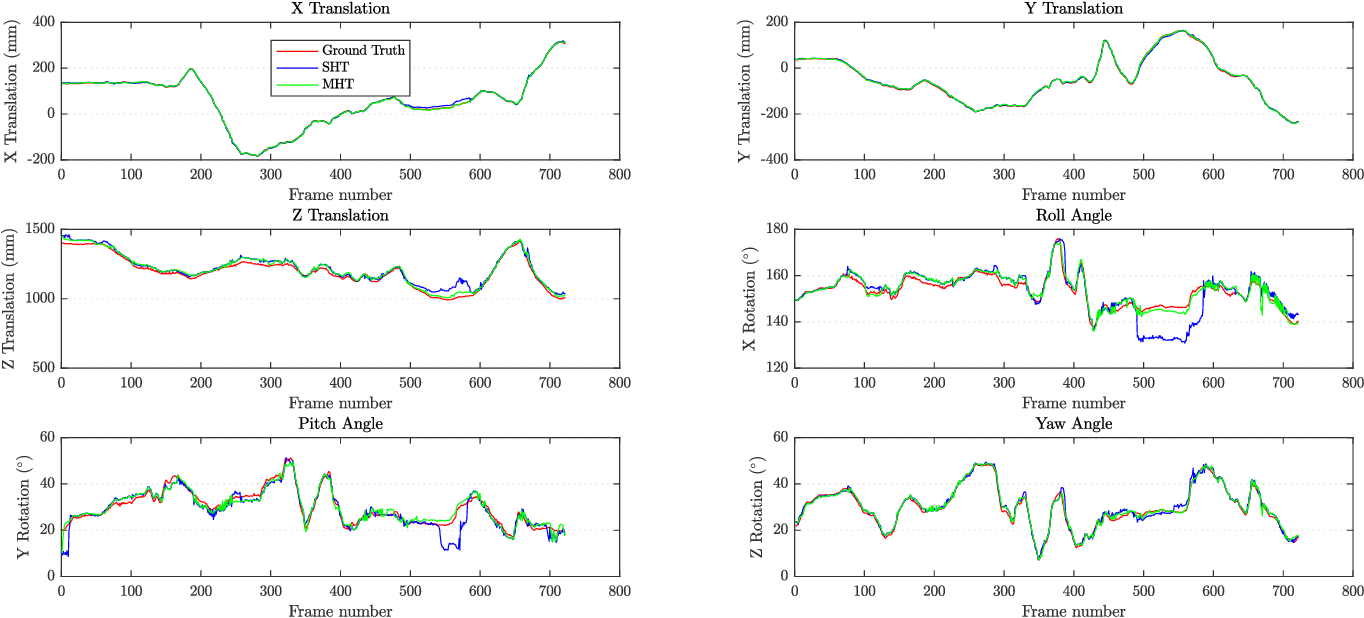 X Translation
400
200
0
-200
X Translation (mm)
Ground Truth
SHT
MHT
0 100 200 300 400 500 600 700 800
Frame number
Y Translation
200
0
-200
-400
Y Translation (mm)
0 100 200 300 400 500 600 700 800
Frame number
Z Translation
1500
1000
500
Z Translation (mm)
0 100 200 300 400 500 600 700 800
Frame number
Roll Angle
180
160
140
120
X Rotation (°)
0 100 200 300 400 500 600 700 800
Frame number
Pitch Angle
60
40
20
0
Y Rotation (°)
0 100 200 300 400 500 600 700 800
Frame number
Yaw Angle
60
40
20
0
Z Rotation (°)
0 100 200 300 400 500 600 700 800
Frame number